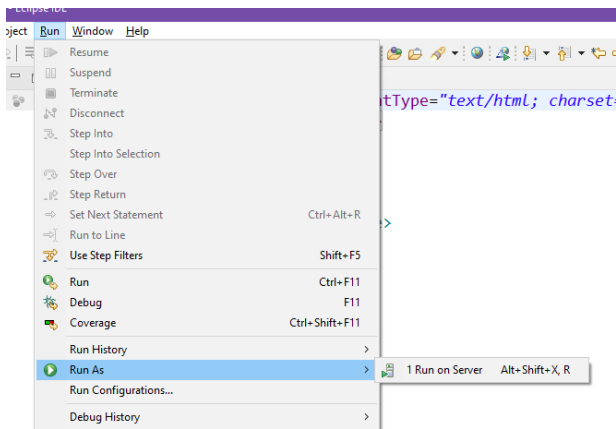 Eclipse IDE
oject Run Window Help
Resume
Suspend
Terminate
Disconnect
tType="text/html; charset=
Step Into
Step Into Selection
Step Over
Step Return
Set Next Statement Ctrl+Alt+R
>
Run to Line
Use Step Filters Shift+F5
Run Ctrl+F11
Debug F11
Coverage Ctrl+Shift+F11
Run History
Run As
1 Run on Server Alt+Shift+X, R
Run Configurations...
Debug History